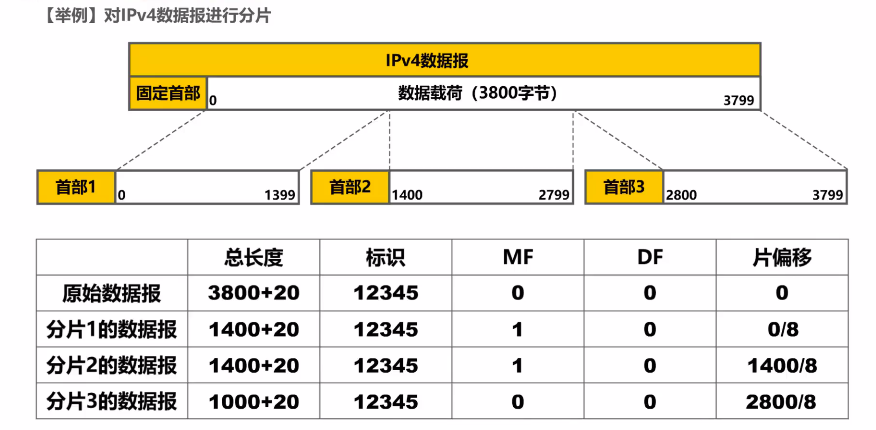 【举例】对IPv4数据报进行分片
IPv4数据报
固定首部 0 数据载荷（3800字节） 3799
首部1 0 1399 首部2 1400 2799 首部3 2800 3799
总长度 标识 MF DF 片偏移
原始数据报 3800+20 12345 0 0 0
分片1的数据报 1400+20 12345 1 0 0/8
分片2的数据报 1400+20 12345 1 0 1400/8
分片3的数据报 1000+20 12345 0 0 2800/8